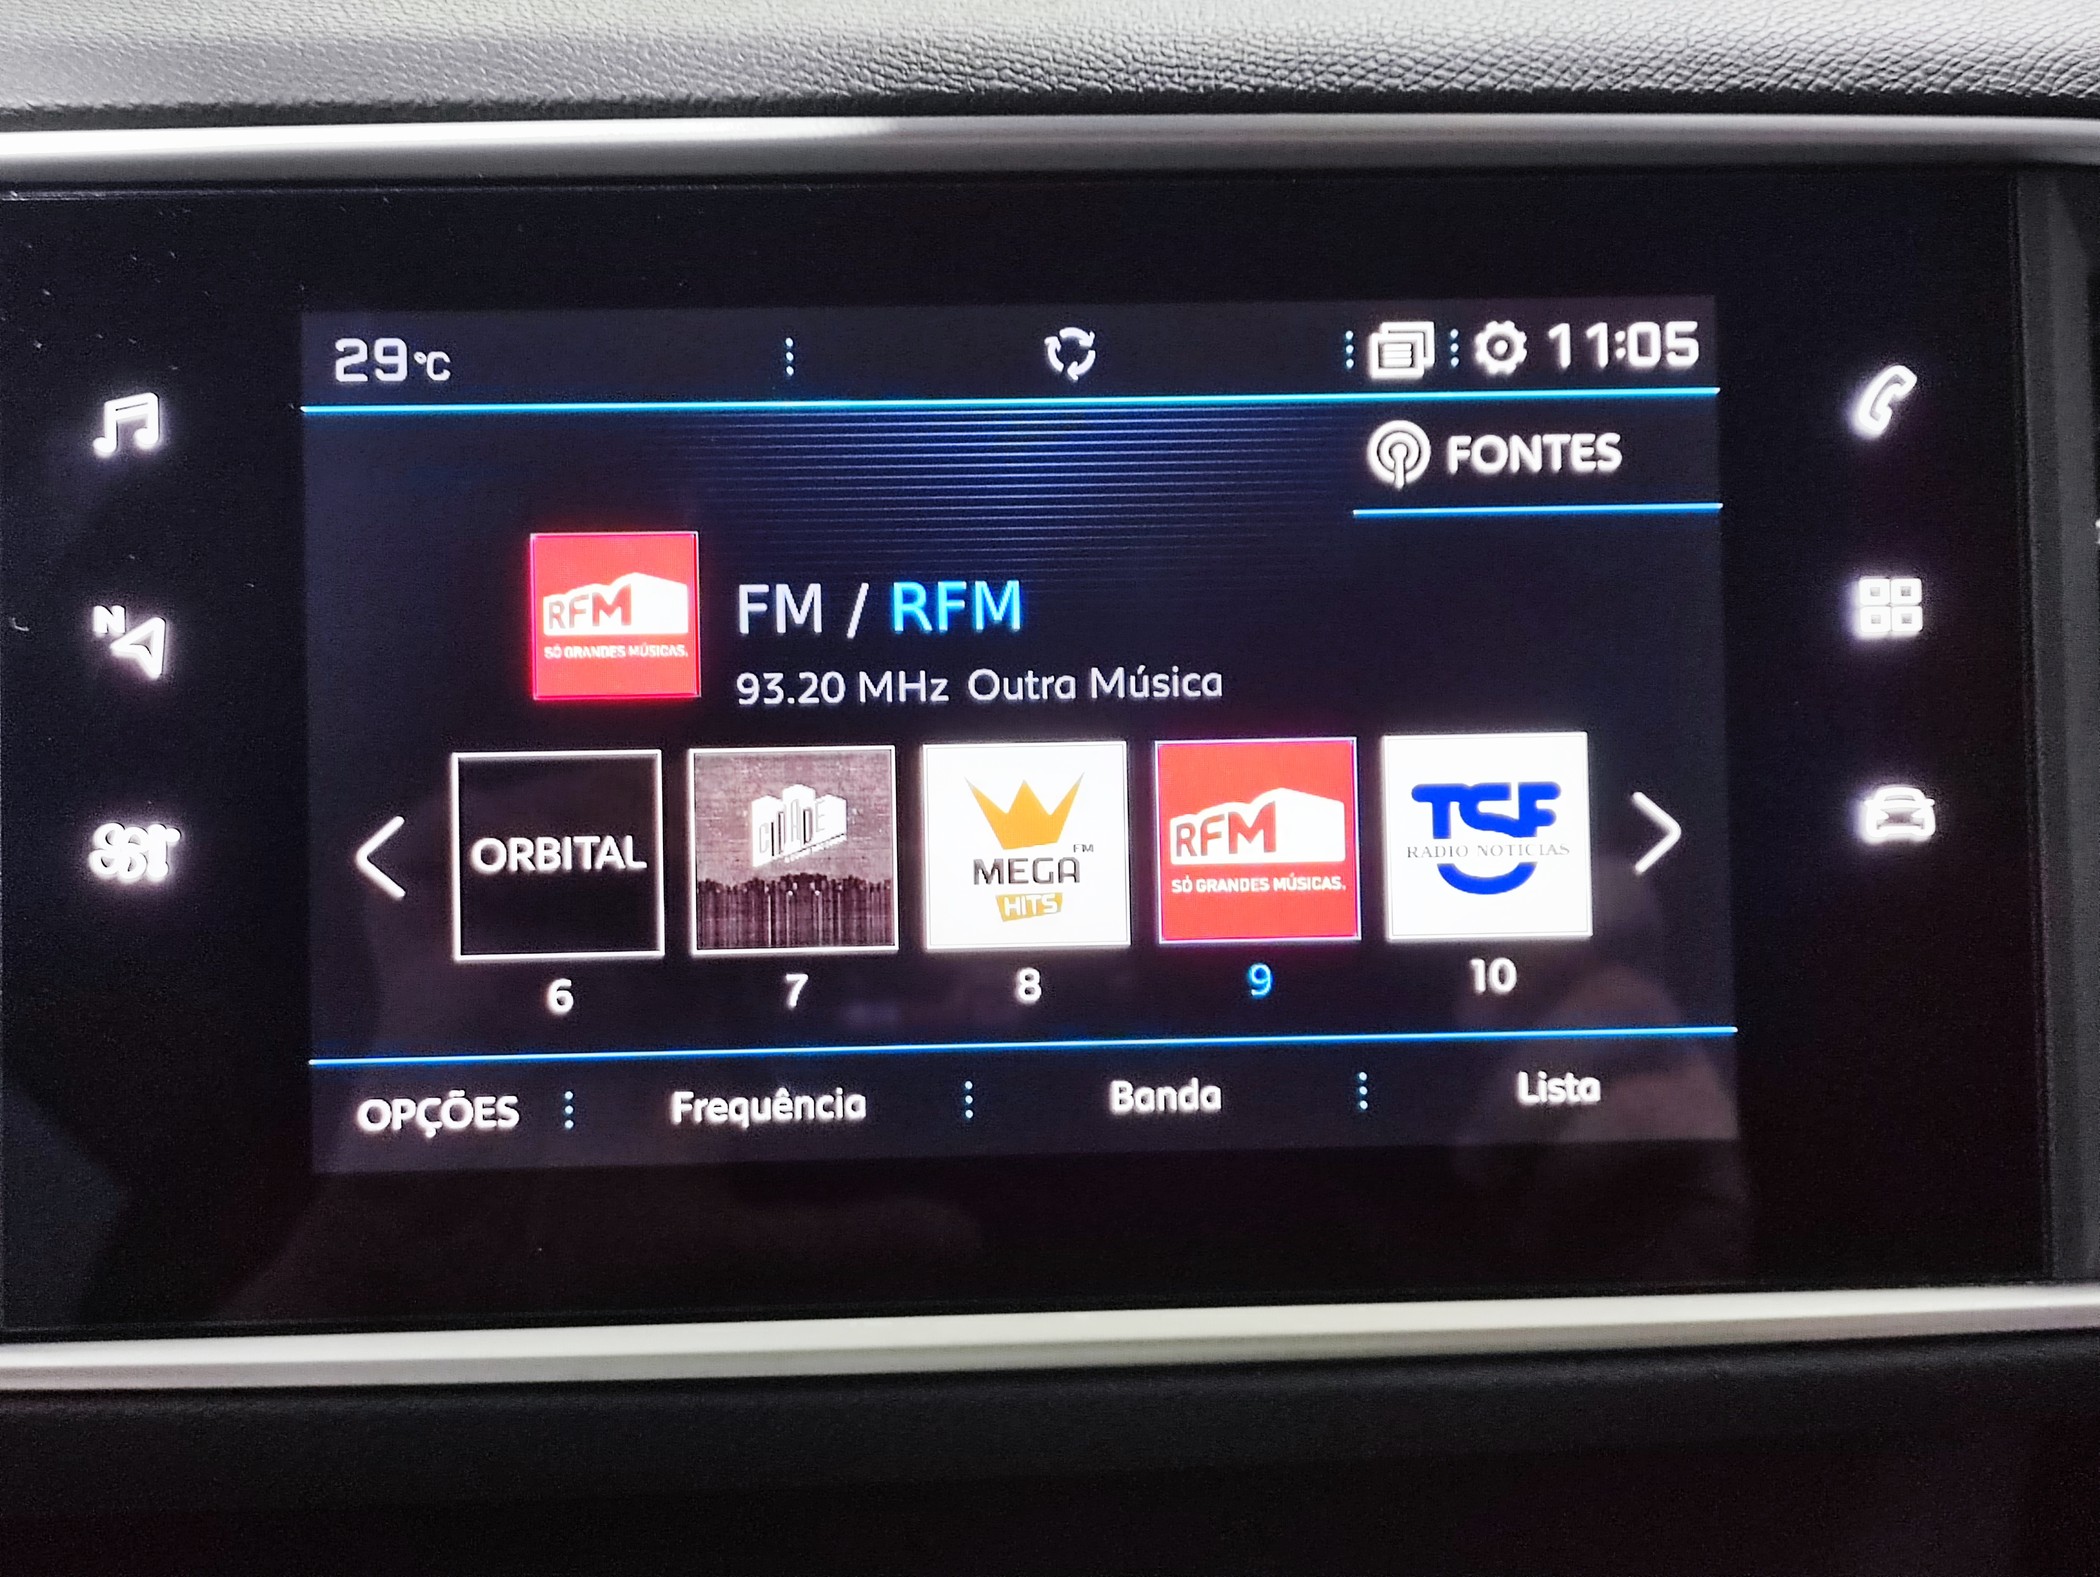 29°C
11:05
FONTES
RFM
SÓ GRANDES MÚSICAS.
FM / RFM
93.20 MHz Outra Música
ORBITAL
CIDADE
MEGA FM
HITS
RFM
SÓ GRANDES MÚSICAS.
TSF
RADIO NOTICIAS
6
7
8
9
10
OPÇÕES
Frequência
Banda
Lista
N